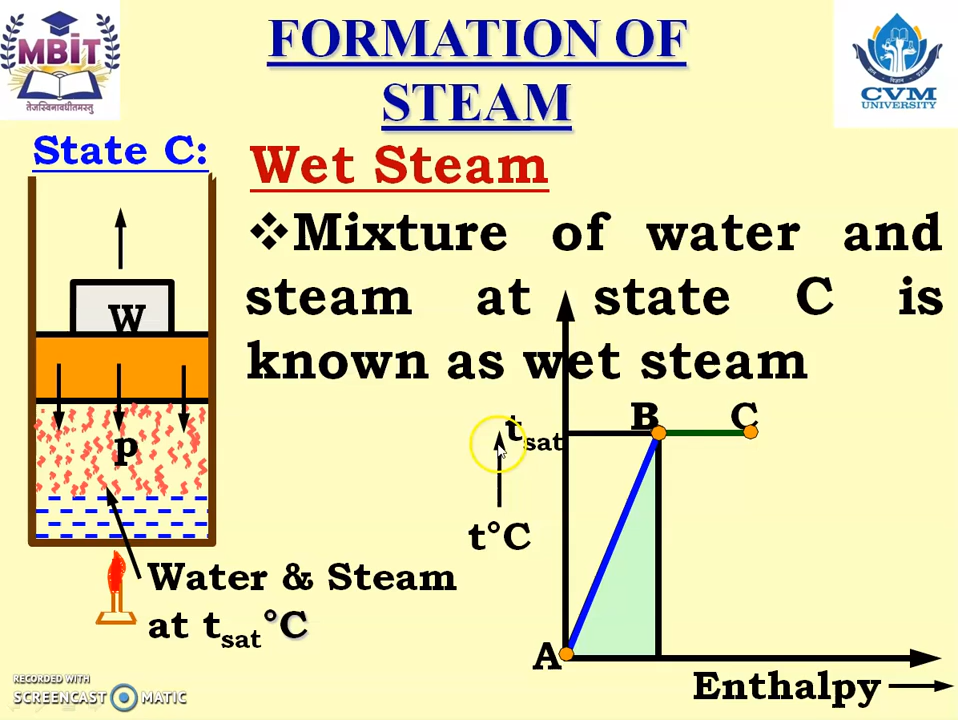 MBiT
तेजस्विनावधीतमस्तु
FORMATION OF
STEAM
CVM
UNIVERSITY
State C:
Wet Steam
❖Mixture of water and
steam at state C is
known as wet steam
W
p
Water & Steam
at tsat°C
tsat
B
C
t°C
A
Enthalpy
RECORDED WITH
SCREENCAST MATIC